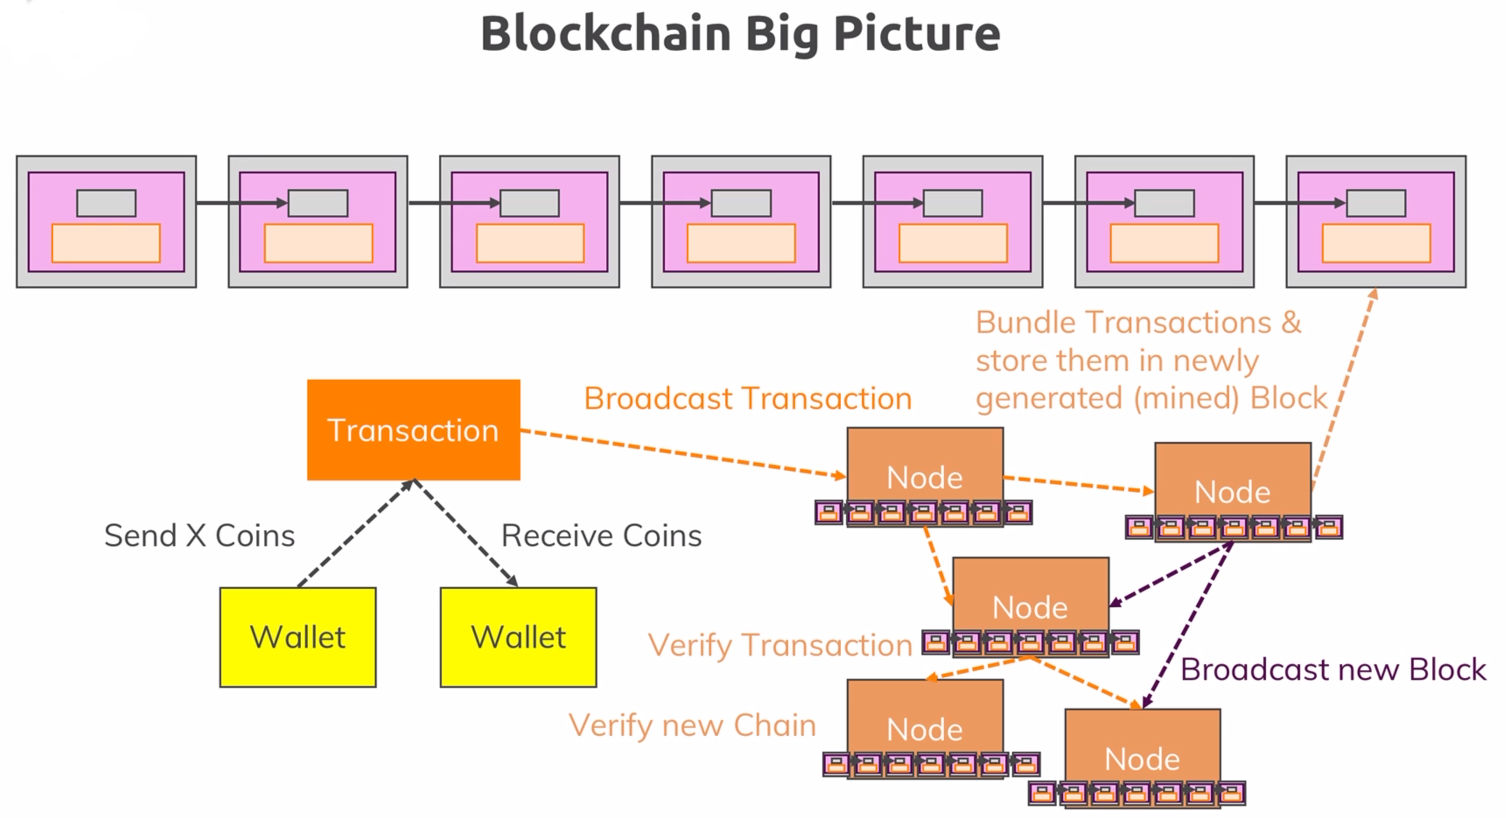 Blockchain Big Picture
Bundle Transactions &
store them in newly
generated (mined) Block
Broadcast Transaction
Transaction
Node
Node
Send X Coins
Receive Coins
Node
Wallet
Wallet
Verify Transaction
Broadcast new Block
Verify new Chain
Node
Node